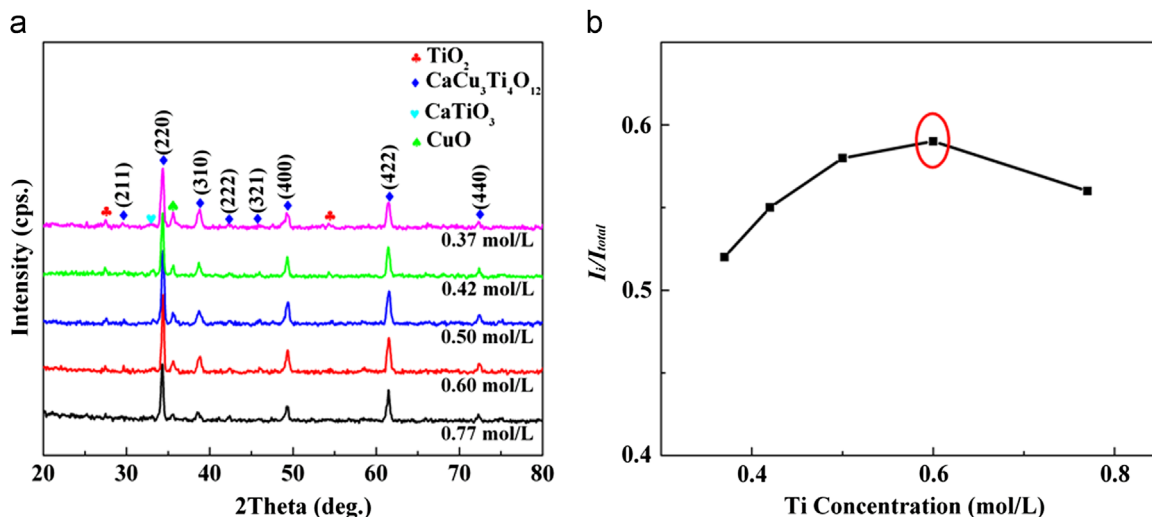 a
TiO₂
CaCu₃Ti₄O₁₂
CaTiO₃
CuO
(211)
(220)
(310)
(222)
(321)
(400)
(422)
(440)
0.37 mol/L
0.42 mol/L
0.50 mol/L
0.60 mol/L
0.77 mol/L
Intensity (cps.)
20 30 40 50 60 70 80
2Theta (deg.)
b
0.6
0.5
0.4
Iᵢ/Iₜₒₜₐₗ
0.4 0.6 0.8
Ti Concentration (mol/L)